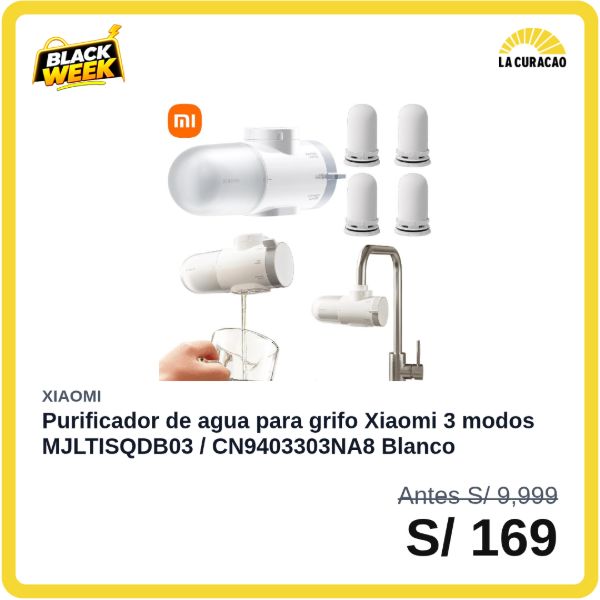 BLACK
WEEK
LA CURACAO
XIAOMI
Purificador de agua para grifo Xiaomi 3 modos
MJLTISQDB03 / CN9403303NA8 Blanco
Antes S/ 9,999
S/ 169